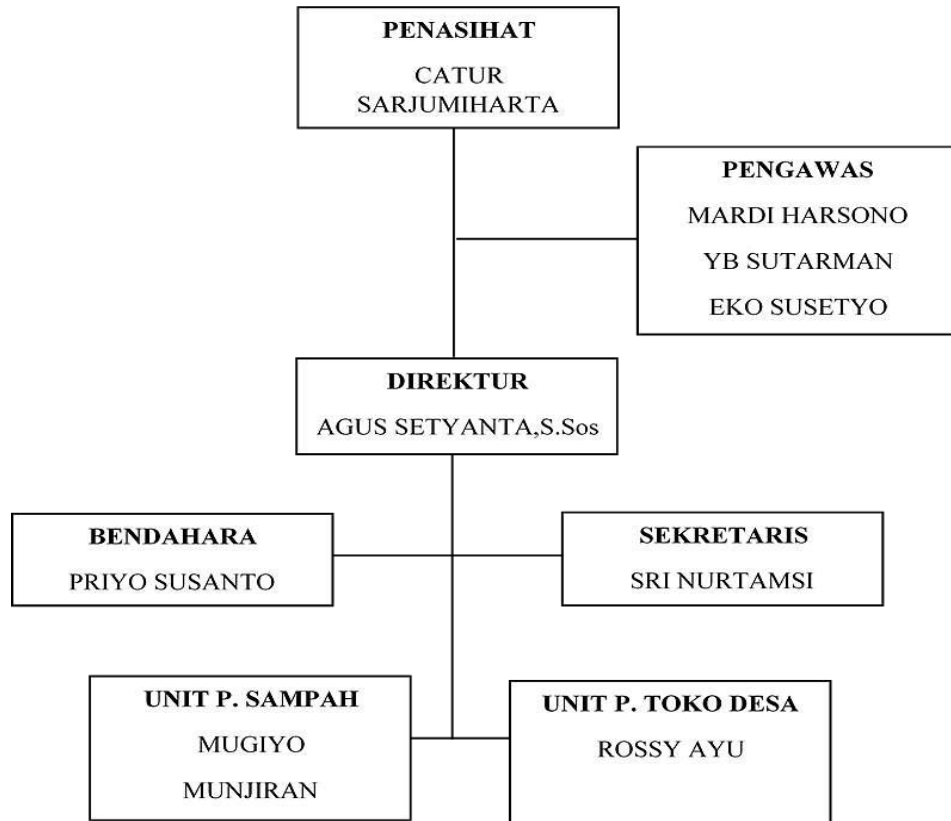 PENASIHAT
CATUR
SARJUMIHARTA
PENGAWAS
MARDI HARSONO
YB SUTARMAN
EKO SUSETYO
DIREKTUR
AGUS SETYANTA,S.Sos
BENDAHARA
PRIYO SUSANTO
SEKRETARIS
SRI NURTAMSI
UNIT P. SAMPAH
MUGIYO
MUNJIRAN
UNIT P. TOKO DESA
ROSSY AYU